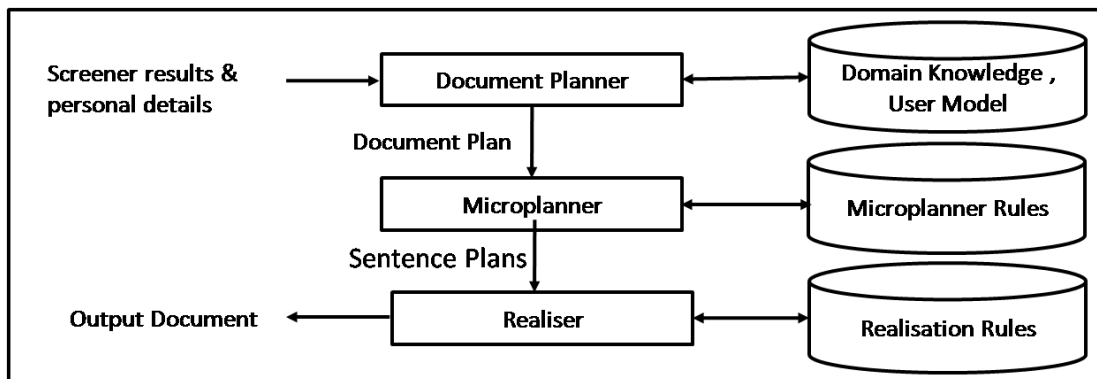 Screener results &
personal details
Document Planner
Domain Knowledge ,
User Model
Document Plan
Microplanner
Microplanner Rules
Sentence Plans
Output Document
Realiser
Realisation Rules